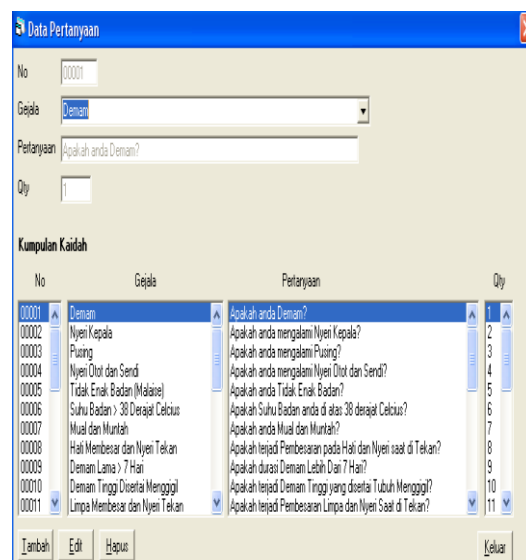 Data Pertanyaan
No 00001
Gejala Demam
Pertanyaan Apakah anda Demam?
Qty 1
Kumpulan Kaidah
No Gejala Pertanyaan Qty
00001 Demam Apakah anda Demam? 1
00002 Nyeri Kepala Apakah anda mengalami Nyeri Kepala? 2
00003 Pusing Apakah anda mengalami Pusing? 3
00004 Nyeri Otot dan Sendi Apakah anda mengalami Nyeri Otot dan Sendi? 4
00005 Tidak Enak Badan (Malaise) Apakah anda Tidak Enak Badan? 5
00006 Suhu Badan > 38 Derajat Celcius Apakah Suhu Badan anda di atas 38 derajat Celcius? 6
00007 Mual dan Muntah Apakah anda Mual dan Muntah? 7
00008 Hati Membesar dan Nyeri Tekan Apakah terjadi Pembesaran pada Hati dan Nyeri saat di Tekan? 8
00009 Demam Lama > 7 Hari Apakah durasi Demam Lebih Dari 7 Hari? 9
00010 Demam Tinggi Disertai Menggigil Apakah terjadi Demam Tinggi yang disertai Tubuh Menggigil? 10
00011 Limpa Membesar dan Nyeri Tekan Apakah terjadi Pembesaran Limpa dan Nyeri Saat di Tekan? 11
Tambah Edit Hapus Keluar